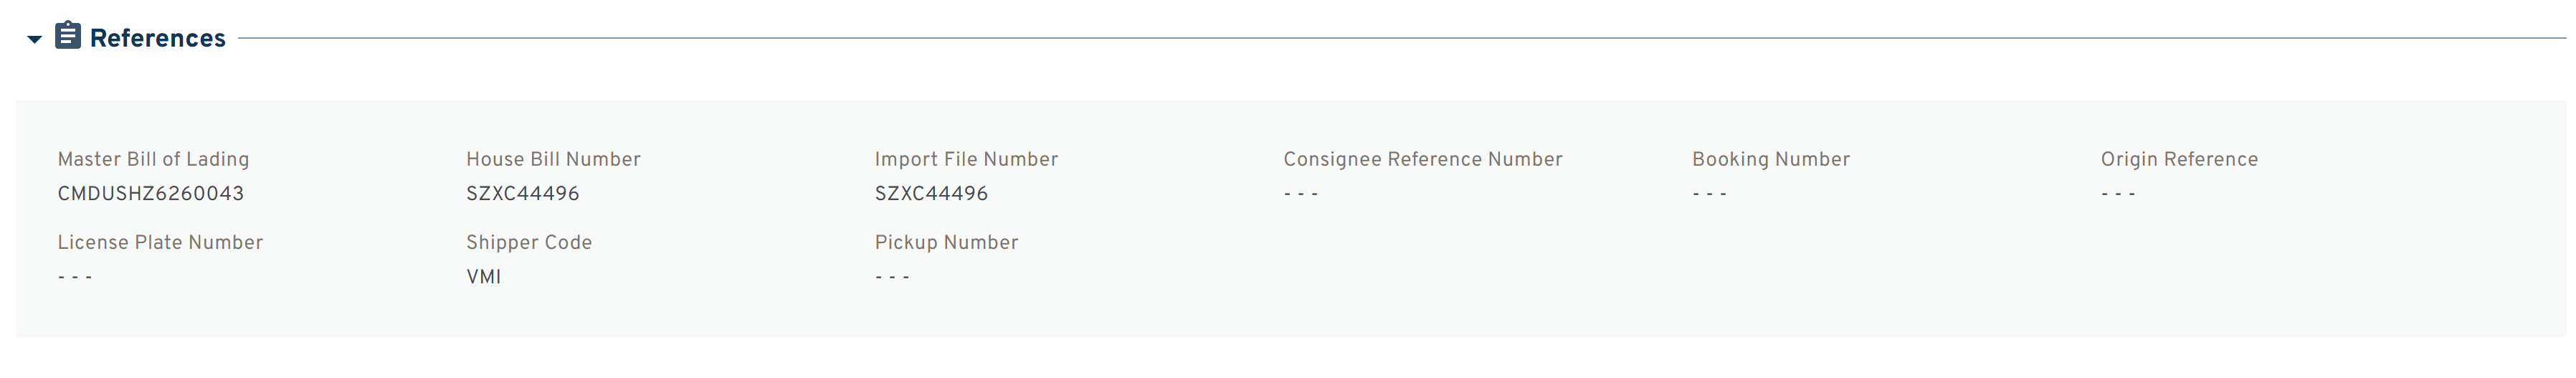 References
Master Bill of Lading House Bill Number Import File Number Consignee Reference Number Booking Number Origin Reference
CMDUSHZ6260043 SZXC44496 SZXC44496 - - - - - - - - -
License Plate Number Shipper Code Pickup Number
- - - VMI - - -